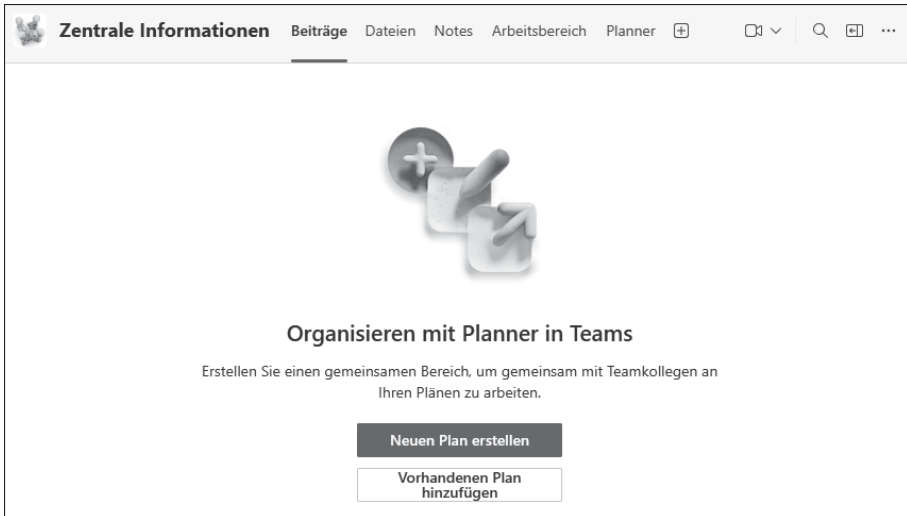 Zentrale Informationen Beiträge Dateien Notes Arbeitsbereich Planner
Organisieren mit Planner in Teams
Erstellen Sie einen gemeinsamen Bereich, um gemeinsam mit Teamkollegen an
Ihren Plänen zu arbeiten.
Neuen Plan erstellen
Vorhandenen Plan
hinzufügen